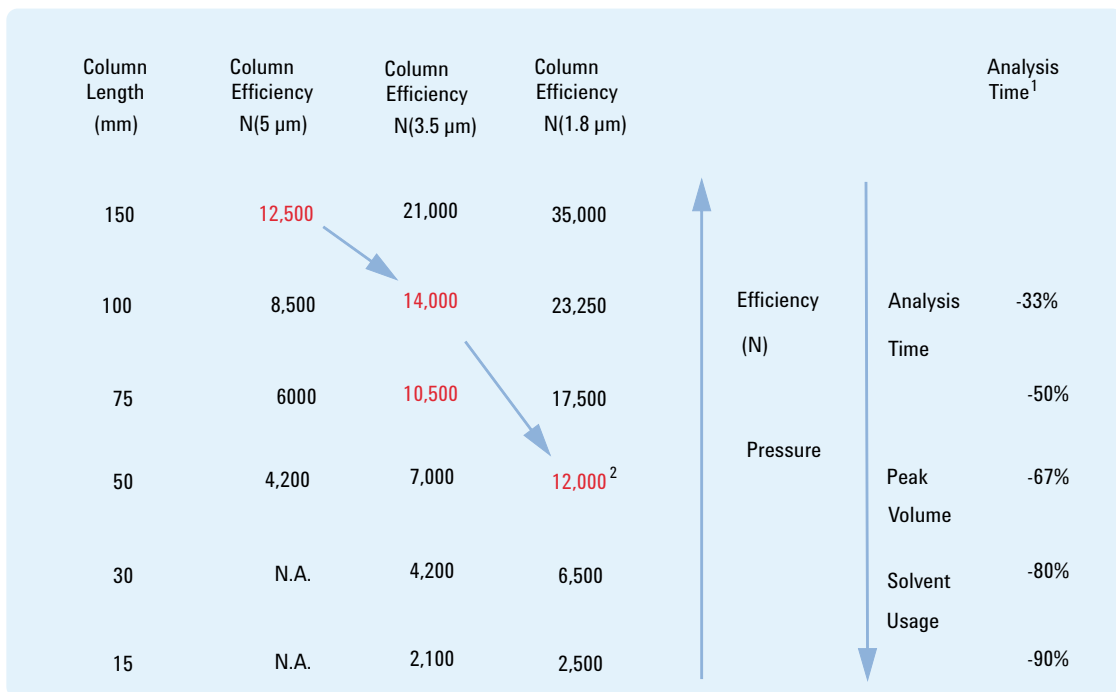 Column Length (mm)
Column Efficiency N(5 µm)
Column Efficiency N(3.5 µm)
Column Efficiency N(1.8 µm)
Analysis Time¹
150 12,500 21,000 35,000
100 8,500 14,000 23,250 Efficiency (N) Analysis Time -33%
75 6000 10,500 17,500 -50%
Pressure
50 4,200 7,000 12,000² Peak Volume -67%
30 N.A. 4,200 6,500 Solvent Usage -80%
15 N.A. 2,100 2,500 -90%